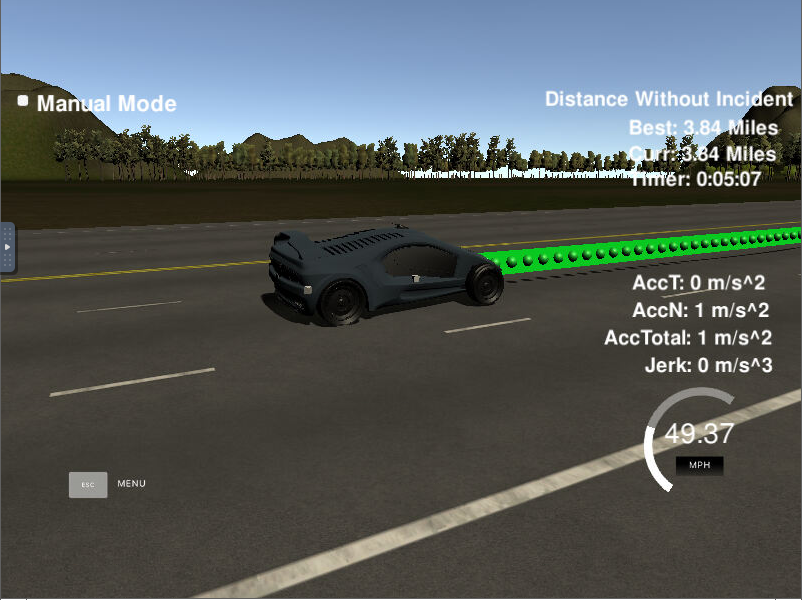 Manual Mode
Distance Without Incident
Best: 3.84 Miles
Curr: 3.84 Miles
Timer: 0:05:07
AccT: 0 m/s^2
AccN: 1 m/s^2
AccTotal: 1 m/s^2
Jerk: 0 m/s^3
49.37
MPH
ESC MENU